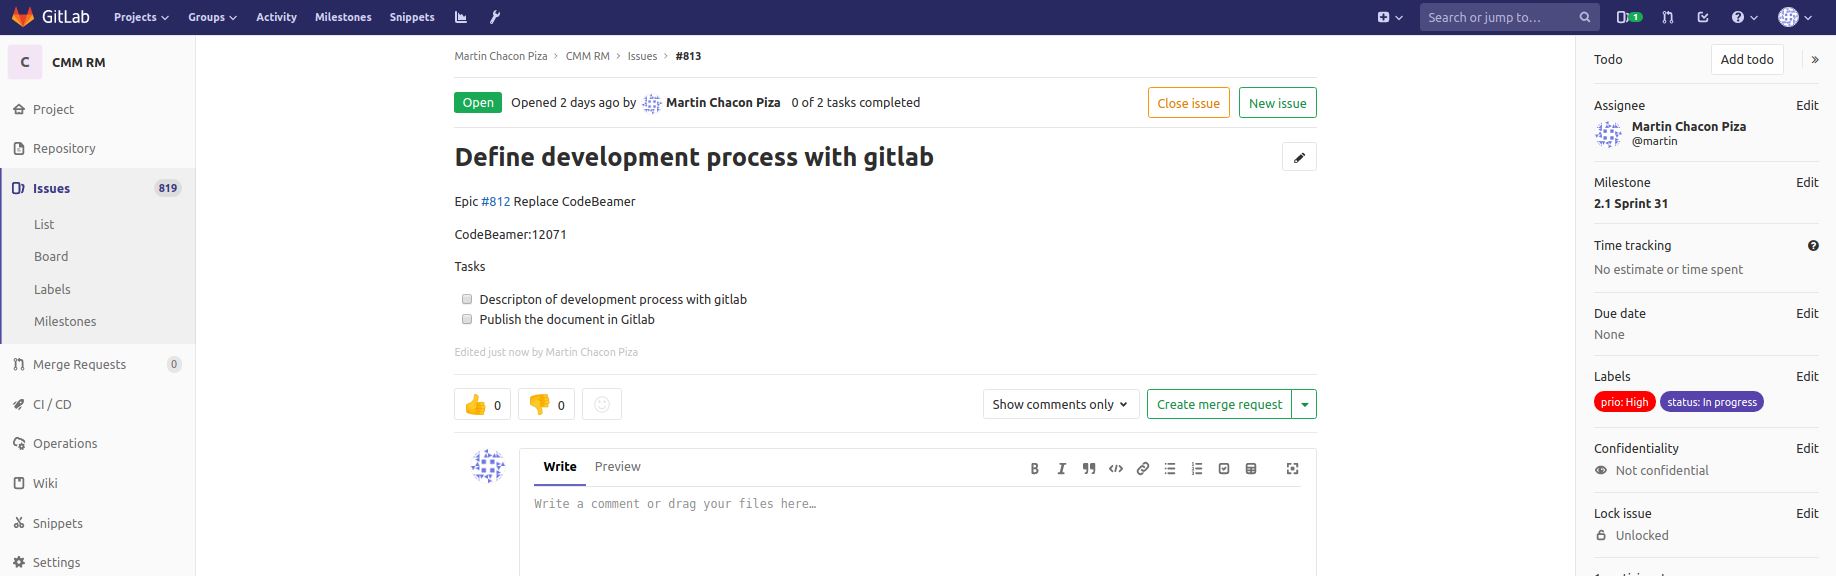 GitLab Projects Groups Activity Milestones Snippets Search or jump to... 1
C CMM RM
Project
Repository
Issues 819
List
Board
Labels
Milestones
Merge Requests 0
CI / CD
Operations
Wiki
Snippets
Settings
Martin Chacon Piza > CMM RM > Issues > #813
Open Opened 2 days ago by Martin Chacon Piza 0 of 2 tasks completed Close issue New issue
Define development process with gitlab
Epic #812 Replace CodeBeamer
CodeBeamer:12071
Tasks
Descripton of development process with gitlab
Publish the document in Gitlab
Edited just now by Martin Chacon Piza
0 0 Show comments only Create merge request
Write Preview
Write a comment or drag your files here…
Todo Add todo »
Assignee Edit
Martin Chacon Piza
@martin
Milestone Edit
2.1 Sprint 31
Time tracking
No estimate or time spent
Due date Edit
None
Labels Edit
prio: High status: In progress
Confidentiality Edit
Not confidential
Lock issue Edit
Unlocked